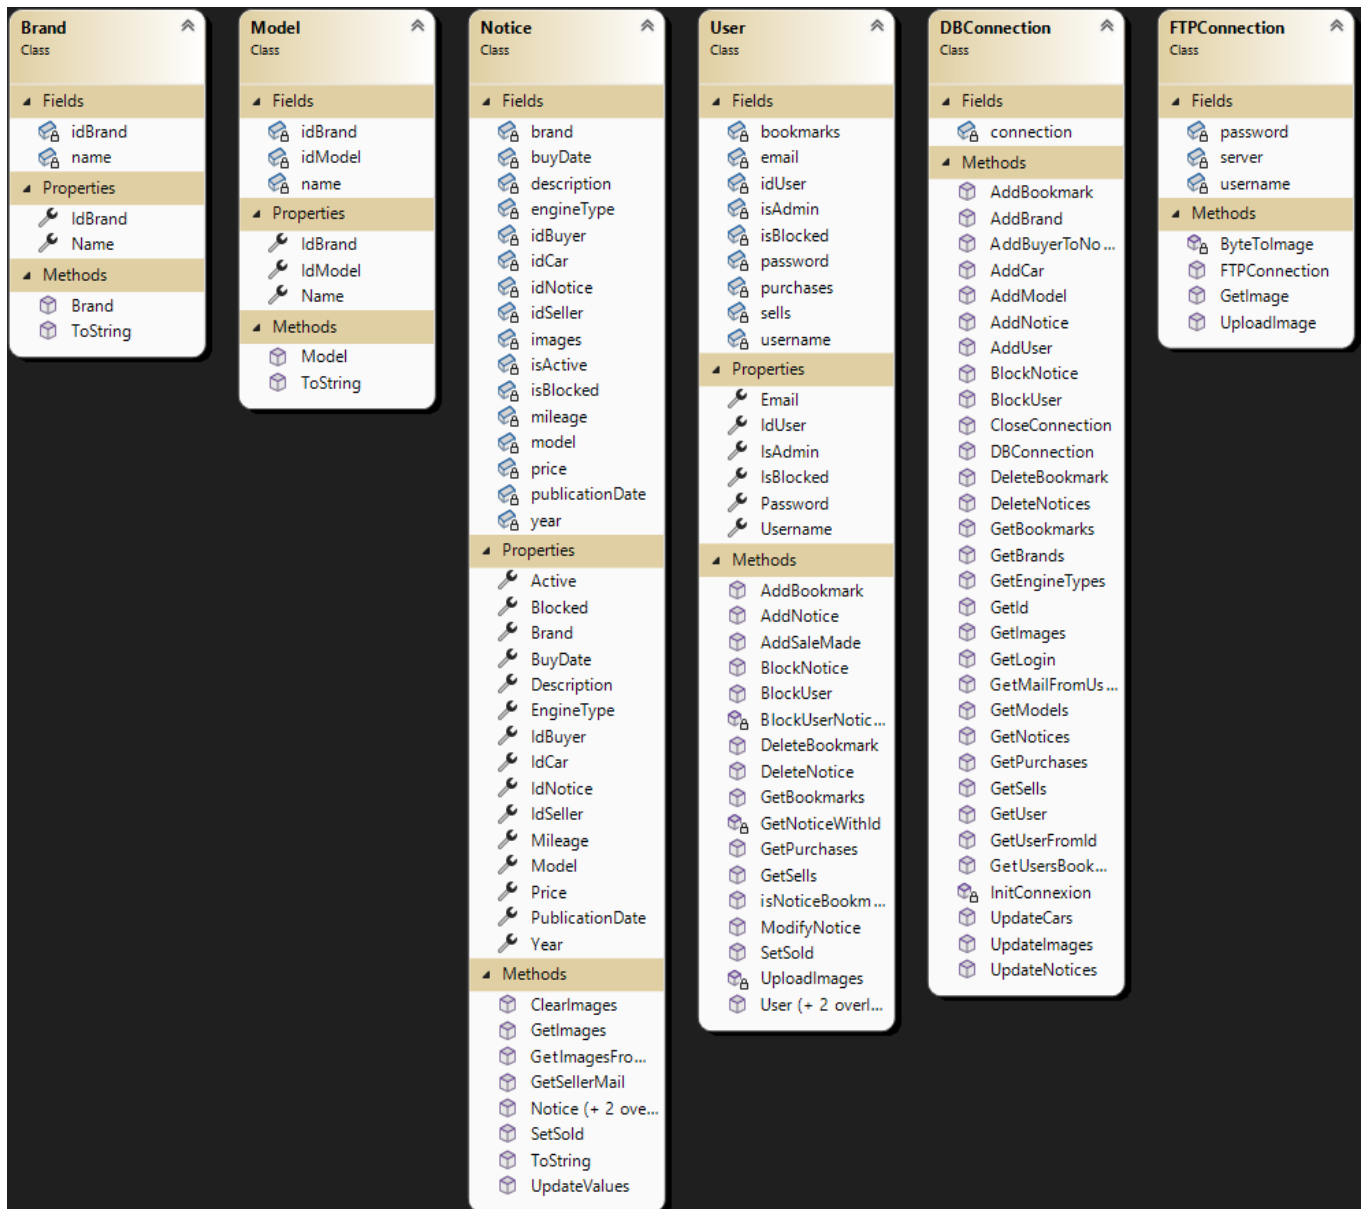 Brand
Class
Fields
idBrand
name
Properties
IdBrand
Name
Methods
Brand
ToString
Model
Class
Fields
idBrand
idModel
name
Properties
IdBrand
IdModel
Name
Methods
Model
ToString
Notice
Class
Fields
brand
buyDate
description
engineType
idBuyer
idCar
idNotice
idSeller
images
isActive
isBlocked
mileage
model
price
publicationDate
year
Properties
Active
Blocked
Brand
BuyDate
Description
EngineType
IdBuyer
IdCar
IdNotice
IdSeller
Mileage
Model
Price
PublicationDate
Year
Methods
ClearImages
GetImages
GetImagesFro...
GetSellerMail
Notice (+ 2 ove...
SetSold
ToString
UpdateValues
User
Class
Fields
bookmarks
email
idUser
isAdmin
isBlocked
password
purchases
sells
username
Properties
Email
IdUser
IsAdmin
IsBlocked
Password
Username
Methods
AddBookmark
AddNotice
AddSaleMade
BlockNotice
BlockUser
BlockUserNotic...
DeleteBookmark
DeleteNotice
GetBookmarks
GetNoticeWithId
GetPurchases
GetSells
isNoticeBookm...
ModifyNotice
SetSold
UploadImages
User (+ 2 overl...
DBConnection
Class
Fields
connection
Methods
AddBookmark
AddBrand
AddBuyerToNo...
AddCar
AddModel
AddNotice
AddUser
BlockNotice
BlockUser
CloseConnection
DBConnection
DeleteBookmark
DeleteNotices
GetBookmarks
GetBrands
GetEngineTypes
GetId
GetImages
GetLogin
GetMailFromUs...
GetModels
GetNotices
GetPurchases
GetSells
GetUser
GetUserFromId
GetUsersBook...
InitConnexion
UpdateCars
UpdateImages
UpdateNotices
FTPConnection
Class
Fields
password
server
username
Methods
ByteToImage
FTPConnection
GetImage
UploadImage